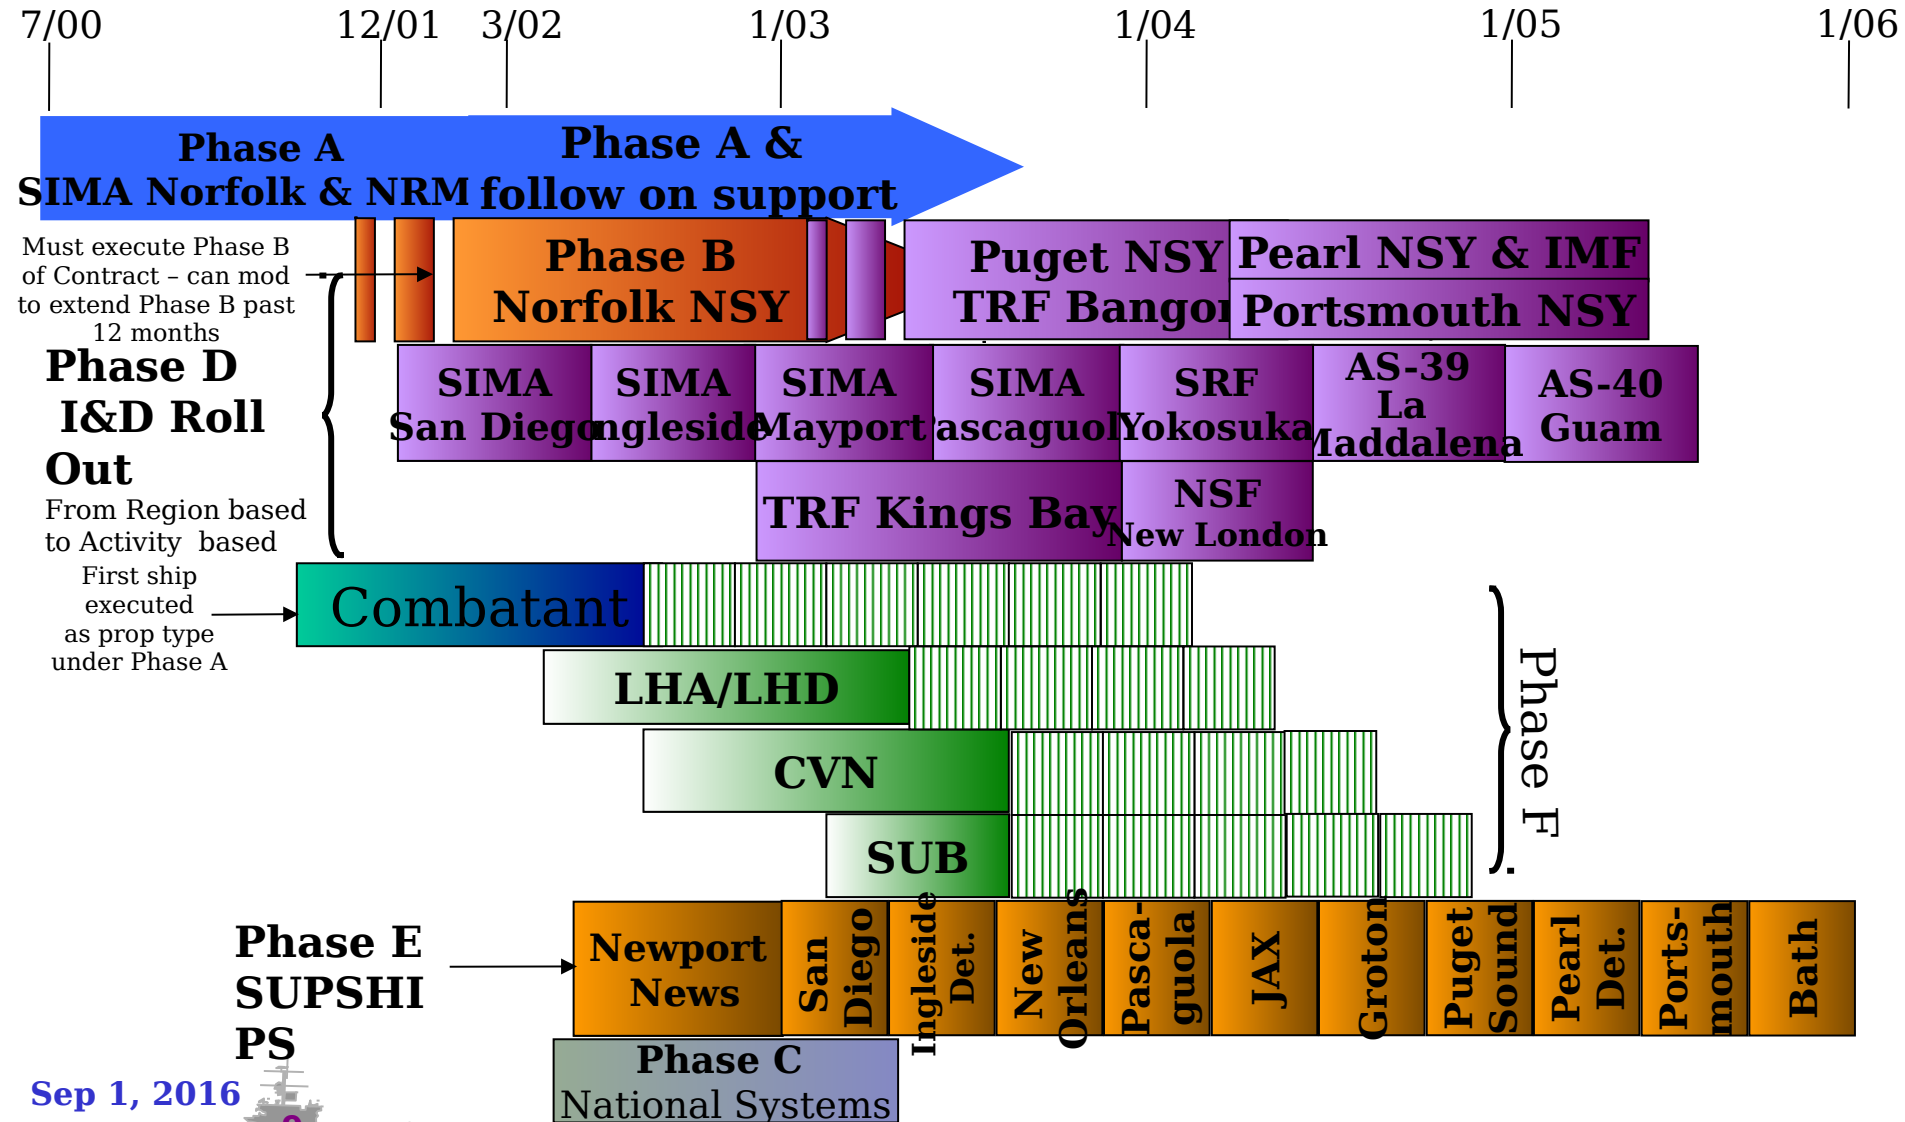 7/00 12/01 3/02 1/03 1/04 1/05 1/06
Phase A
SIMA Norfolk & NRM
Phase A &
follow on support
Must execute Phase B
of Contract – can mod
to extend Phase B past
12 months
Phase B
Norfolk NSY
Puget NSY
TRF Bangor
Pearl NSY & IMF
Portsmouth NSY
Phase D
I&D Roll
Out
From Region based
to Activity based
SIMA
San Diego
SIMA
Ingleside
SIMA
Mayport
SIMA
Pascagoul
SRF
Yokosuka
AS-39
La
Maddalena
AS-40
Guam
TRF Kings Bay
NSF
New London
First ship
executed
as prop type
under Phase A
Combatant
LHA/LHD
CVN
SUB
Phase F
.
Phase E
SUPSHI
PS
Newport
News
San
Diego
Ingleside
Det.
New
Orleans
Pasca-
guola
JAX
Groton
Puget
Sound
Pearl
Det.
Ports-
mouth
Bath
Phase C
National Systems
Sep 1, 2016